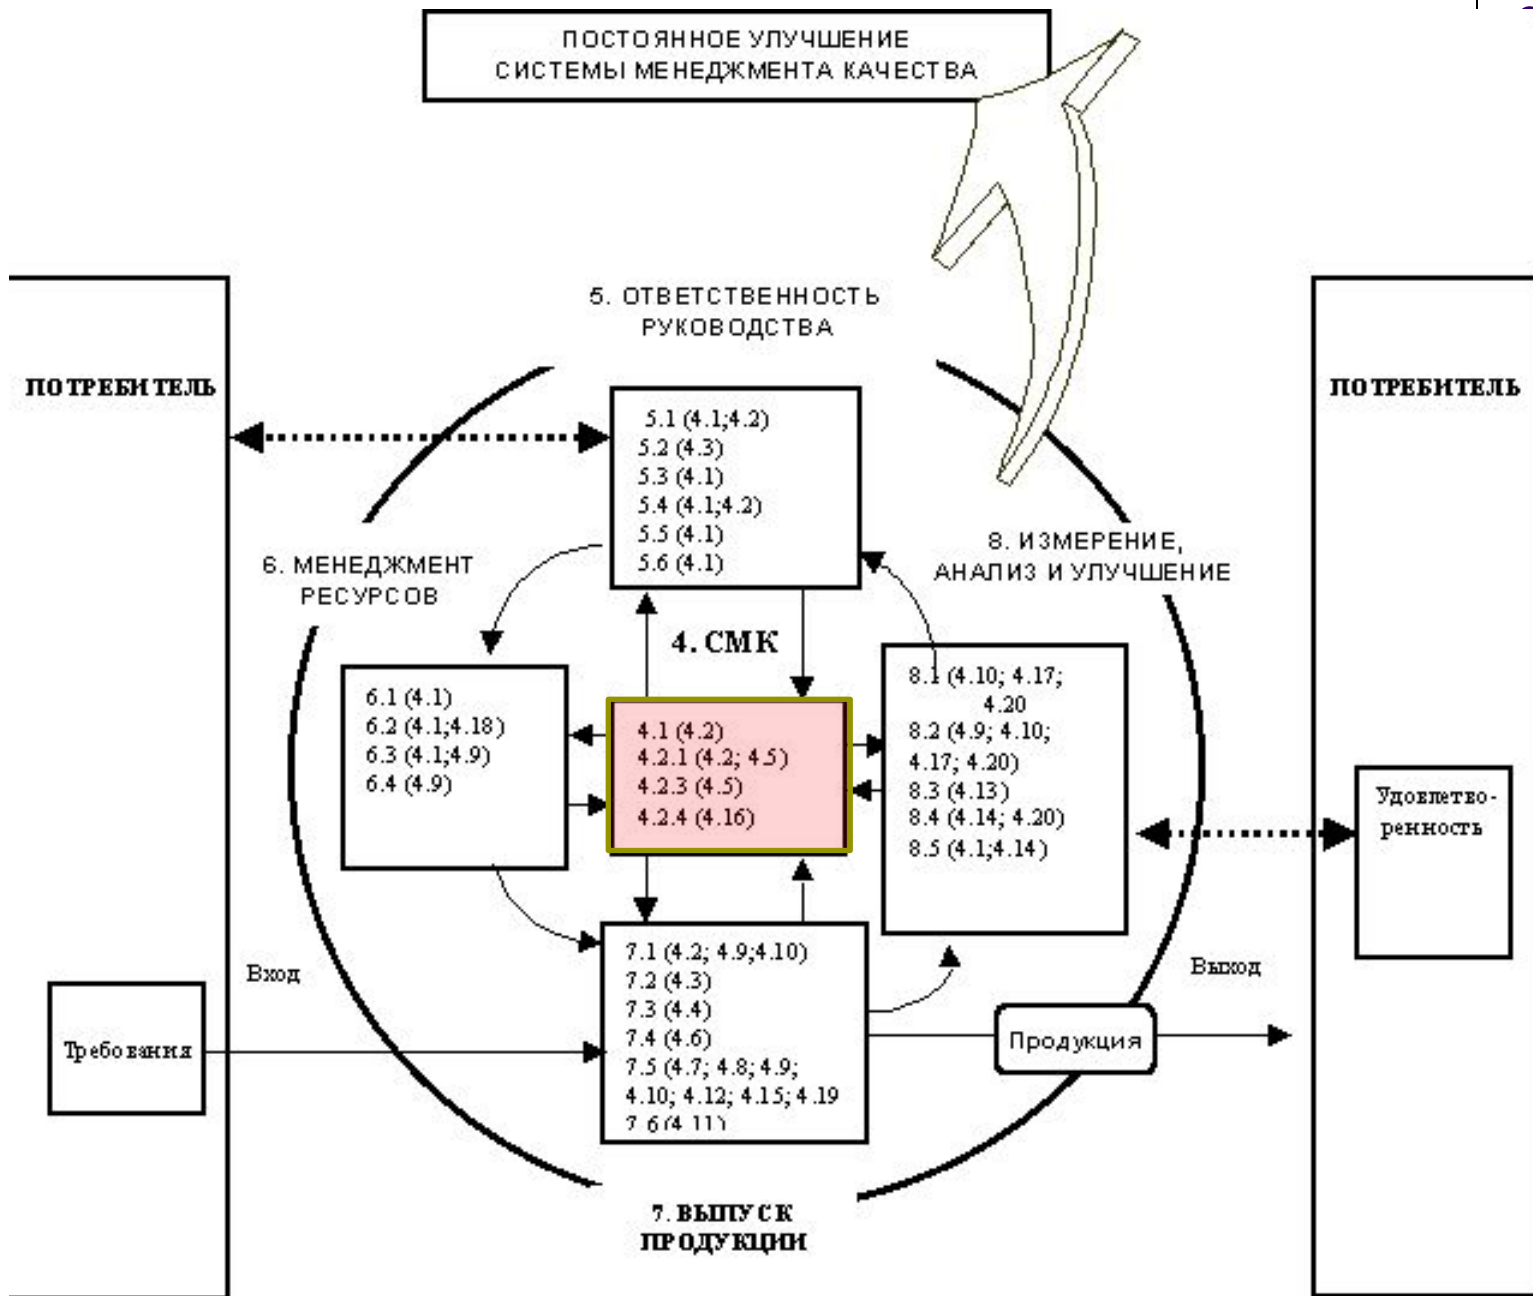 ПОСТОЯННОЕ УЛУЧШЕНИЕ
СИСТЕМЫ МЕНЕДЖМЕНТА КАЧЕСТВА
5. ОТВЕТСТВЕННОСТЬ
РУКОВОДСТВА
ПОТРЕБИТЕЛЬ
ПОТРЕБИТЕЛЬ
5.1 (4.1;4.2)
5.2 (4.3)
5.3 (4.1)
5.4 (4.1;4.2)
5.5 (4.1)
5.6 (4.1)
6. МЕНЕДЖМЕНТ
РЕСУРСОВ
8. ИЗМЕРЕНИЕ,
АНАЛИЗ И УЛУЧШЕНИЕ
4. СМК
6.1 (4.1)
6.2 (4.1;4.18)
6.3 (4.1;4.9)
6.4 (4.9)
4.1 (4.2)
4.2.1 (4.2; 4.5)
4.2.3 (4.5)
4.2.4 (4.16)
8.1 (4.10; 4.17;
4.20
8.2 (4.9; 4.10;
4.17; 4.20)
8.3 (4.13)
8.4 (4.14; 4.20)
8.5 (4.1;4.14)
Удовлетво-
ренность
Вход
Выход
Требования
7.1 (4.2; 4.9;4.10)
7.2 (4.3)
7.3 (4.4)
7.4 (4.6)
7.5 (4.7; 4.8; 4.9;
4.10; 4.12; 4.15; 4.19
7.6 (4.11)
Продукция
7. ВЫПУСК
ПРОДУКЦИИ